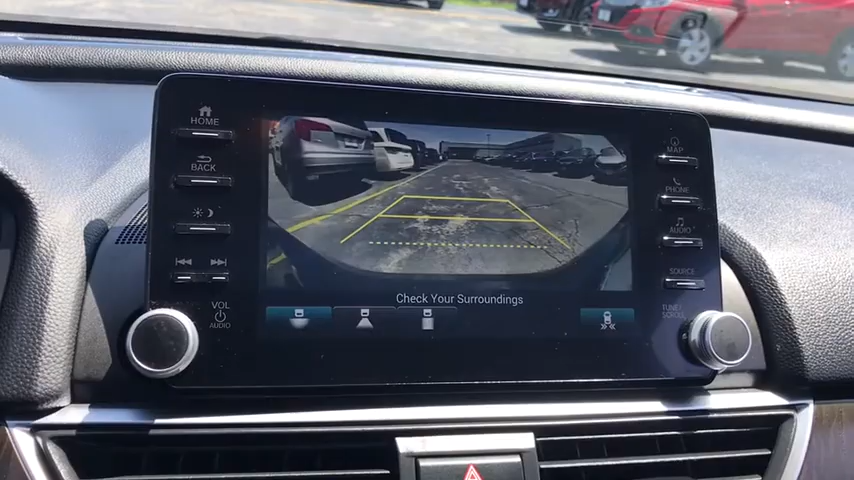 HOME
BACK
VOL
AUDIO
Check Your Surroundings
MAP
PHONE
AUDIO
SOURCE
TUNE/
SCROLL